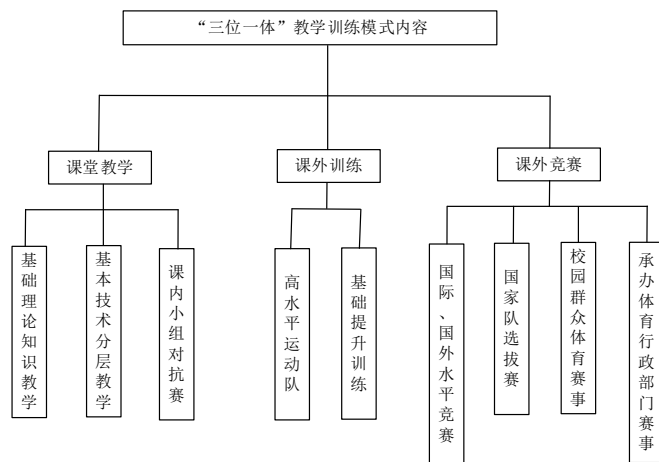 “三位一体”教学训练模式内容
课堂教学
课外训练
课外竞赛
基础理论知识教学
基本技术分层教学
课内小组对抗赛
高水平运动队
基础提升训练
国际、国外水平竞赛
国家队选拔赛
校园群众体育赛事
承办体育行政部门赛事